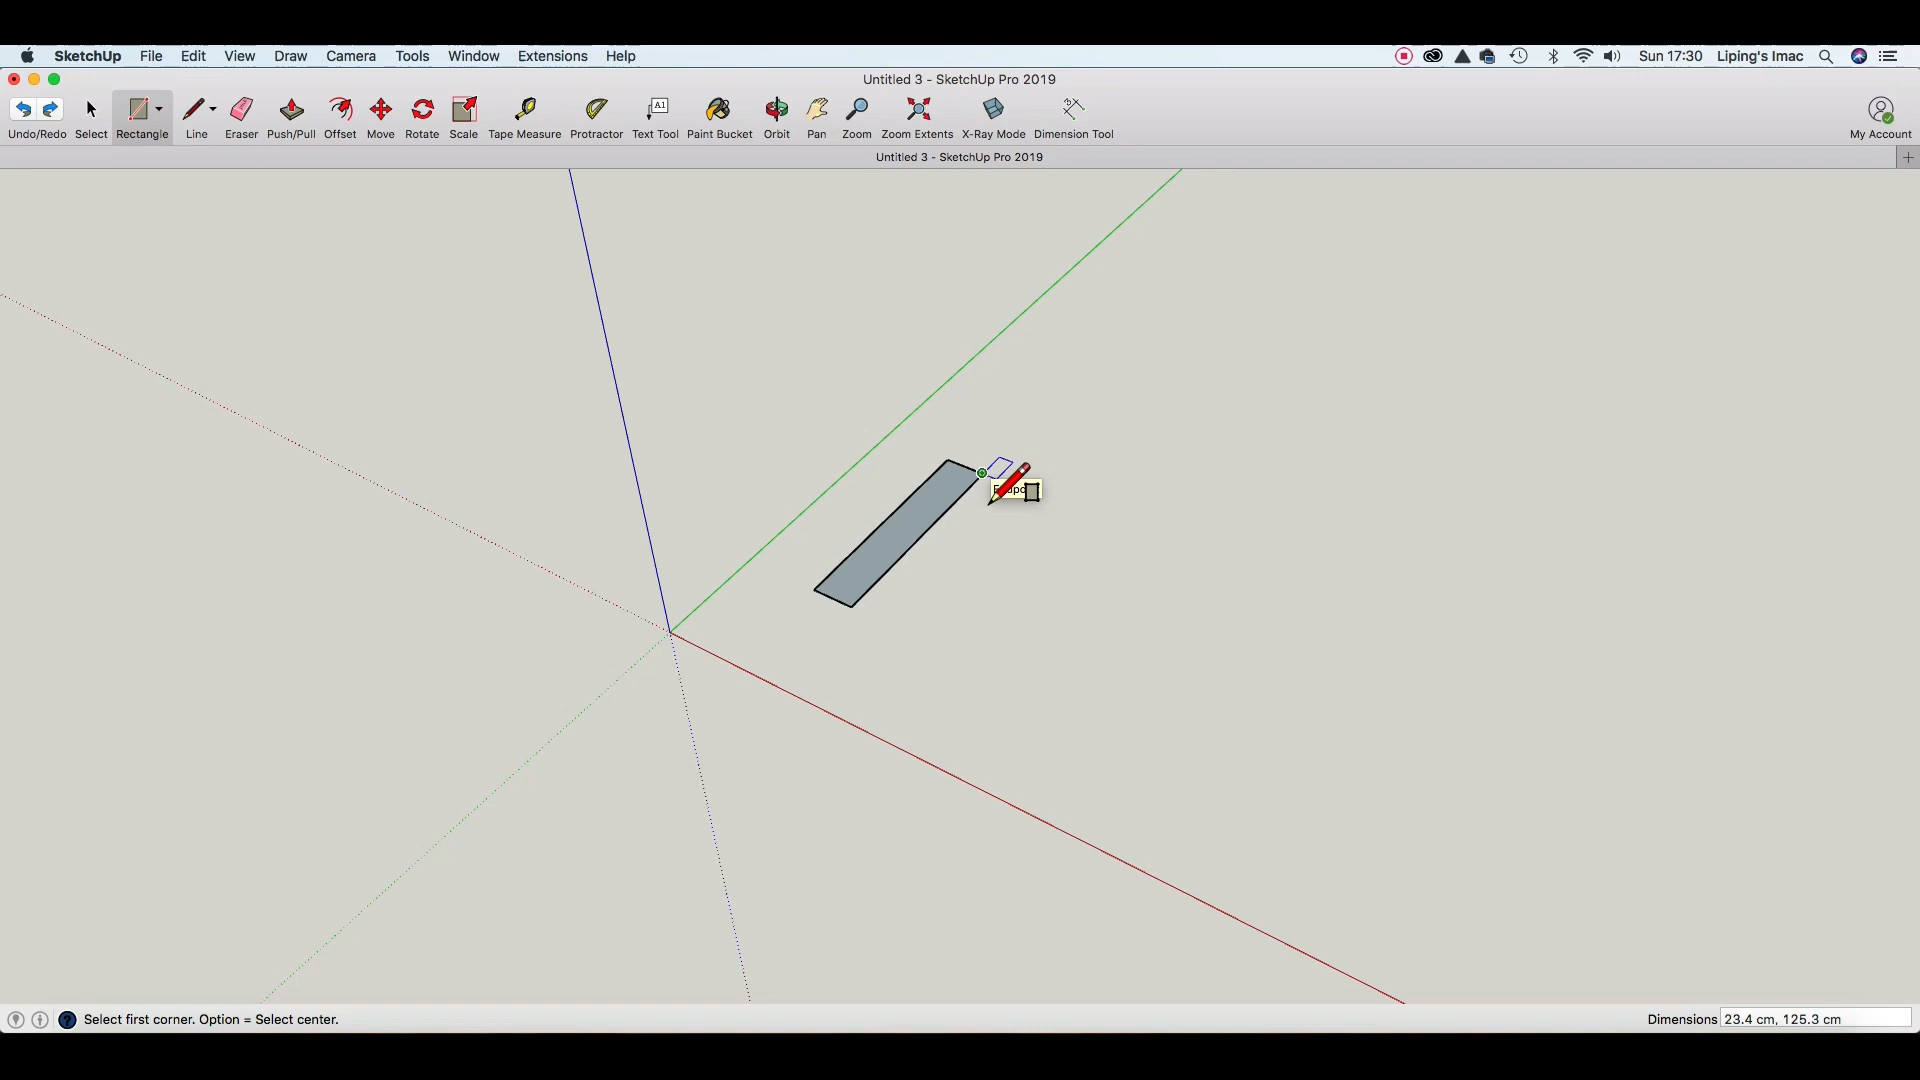 SketchUp File Edit View Draw Camera Tools Window Extensions Help Sun 17:30 Liping's Imac
Untitled 3 - SketchUp Pro 2019
Undo/Redo Select Rectangle Line Eraser Push/Pull Offset Move Rotate Scale Tape Measure Protractor Text Tool Paint Bucket Orbit Pan Zoom Zoom Extents X-Ray Mode Dimension Tool My Account
Untitled 3 - SketchUp Pro 2019
Select first corner. Option = Select center. Dimensions 23.4 cm, 125.3 cm